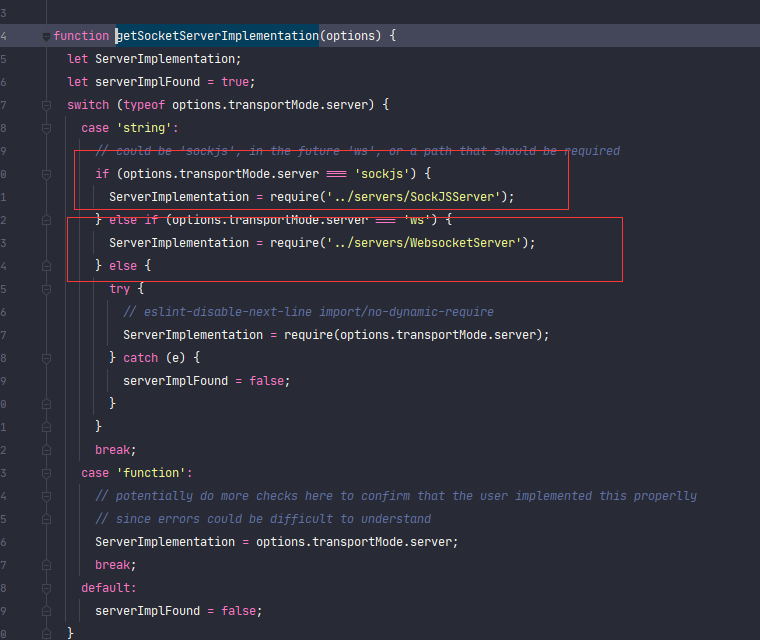 3
4 function getSocketServerImplementation(options) {
5 let ServerImplementation;
6 let serverImplFound = true;
7 switch (typeof options.transportMode.server) {
8 case 'string':
9 // could be 'sockjs', in the future 'ws', or a path that should be required
0 if (options.transportMode.server === 'sockjs') {
1 ServerImplementation = require('../servers/SockJSServer');
2 } else if (options.transportMode.server === 'ws') {
3 ServerImplementation = require('../servers/WebsocketServer');
4 } else {
5 try {
6 // eslint-disable-next-line import/no-dynamic-require
7 ServerImplementation = require(options.transportMode.server);
8 } catch (e) {
9 serverImplFound = false;
0 }
1 }
2 break;
3 case 'function':
4 // potentially do more checks here to confirm that the user implemented this properlly
5 // since errors could be difficult to understand
6 ServerImplementation = options.transportMode.server;
7 break;
8 default:
9 serverImplFound = false;
0 }